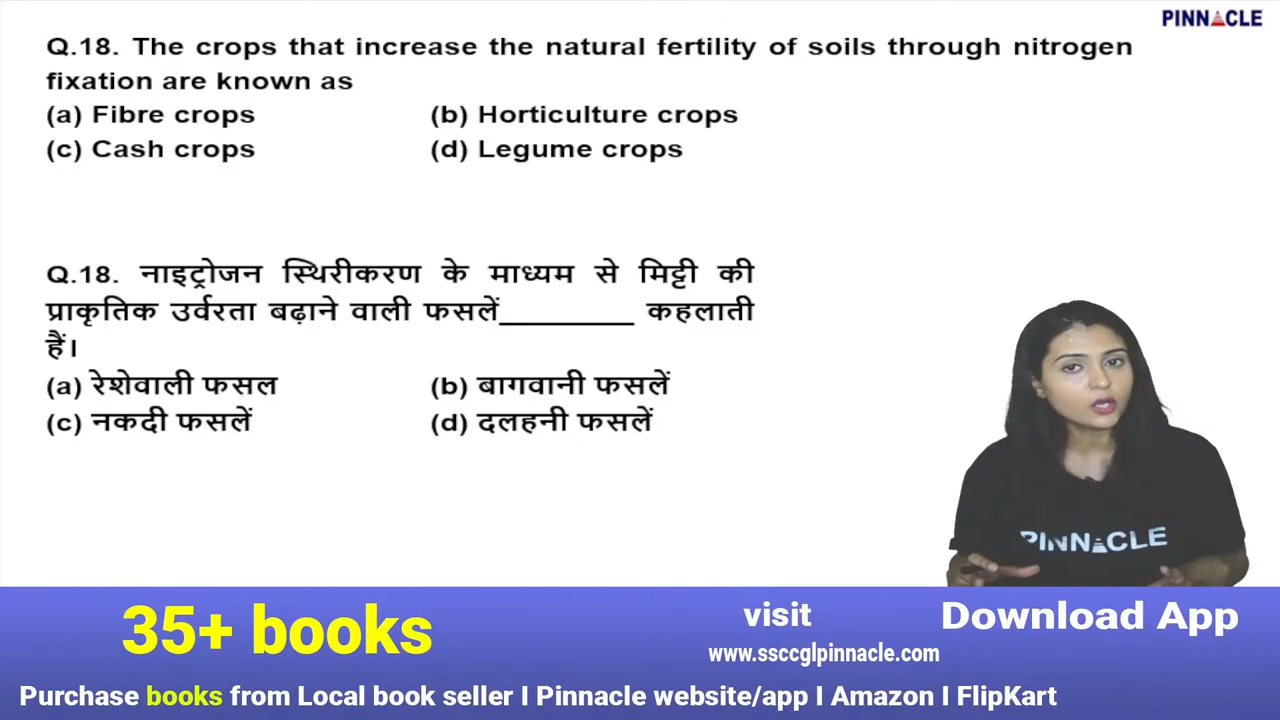 PINNACLE
Q.18. The crops that increase the natural fertility of soils through nitrogen
fixation are known as
(a) Fibre crops (b) Horticulture crops
(c) Cash crops (d) Legume crops
Q.18. नाइट्रोजन स्थिरीकरण के माध्यम से मिट्टी की
प्राकृतिक उर्वरता बढ़ाने वाली फसलें_________ कहलाती
हैं।
(a) रेशेवाली फसल (b) बागवानी फसलें
(c) नकदी फसलें (d) दलहनी फसलें
PINNACLE
35+ books visit Download App
www.ssccglpinnacle.com
Purchase books from Local book seller I Pinnacle website/app I Amazon I FlipKart